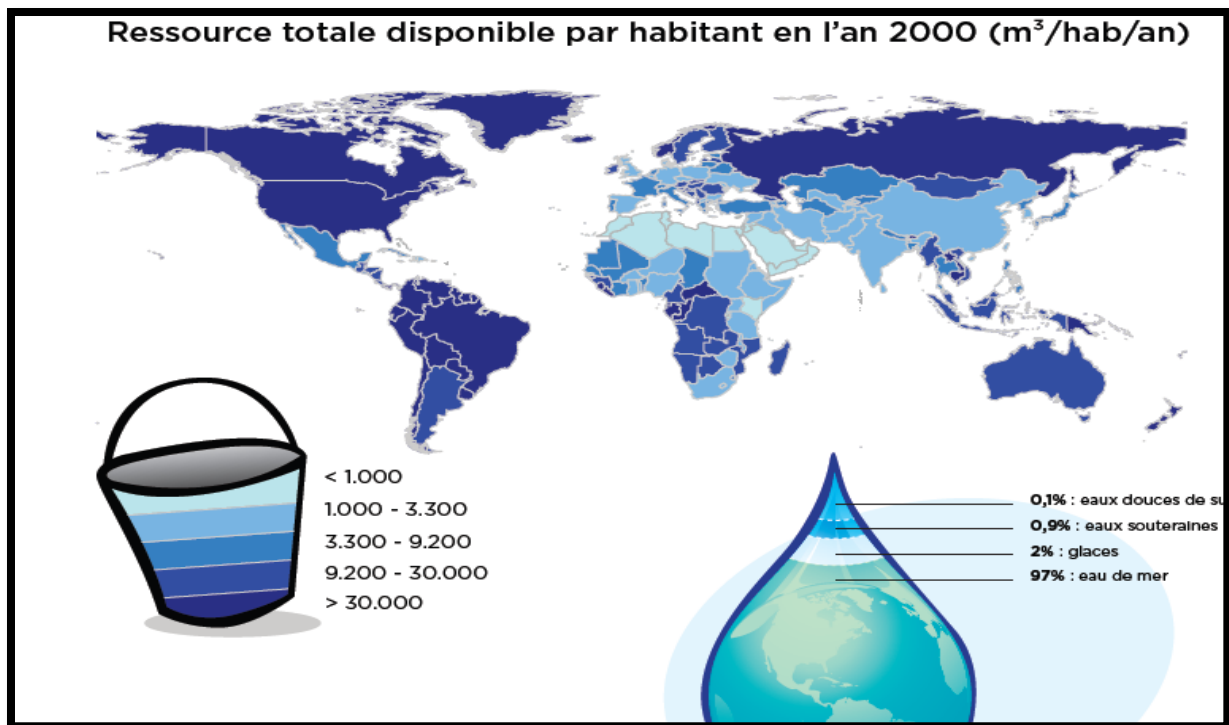 Ressource totale disponible par habitant en l'an 2000 (m³/hab/an)
< 1.000
1.000 - 3.300
3.300 - 9.200
9.200 - 30.000
> 30.000
0,1% : eaux douces de su
0,9% : eaux souteraines
2% : glaces
97% : eau de mer